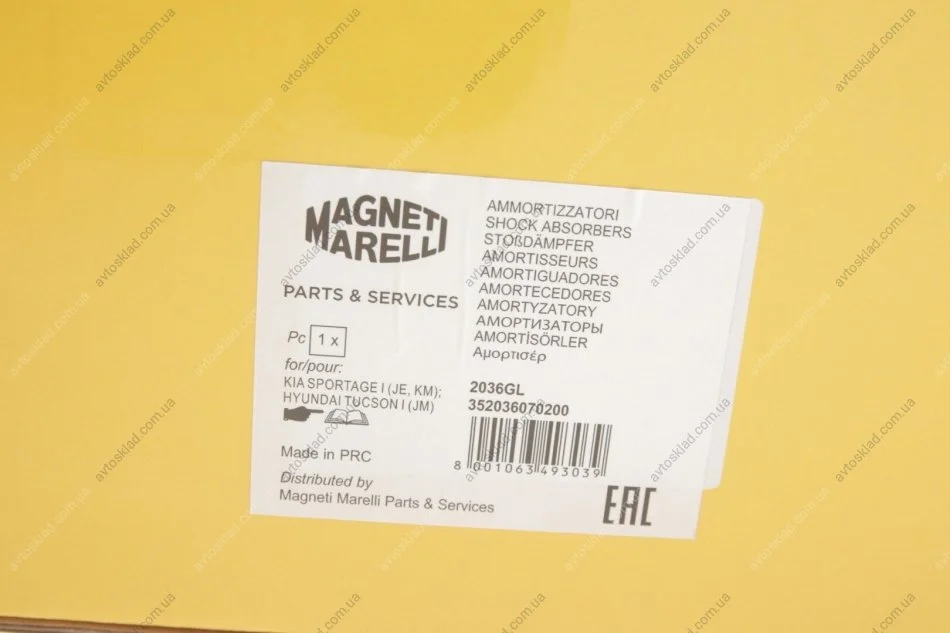 MAGNETI
MARELLI
PARTS & SERVICES
Pc 1 x
for/pour:
KIA SPORTAGE I (JE, KM);
HYUNDAI TUCSON I (JM)
Made in PRC
Distributed by
Magneti Marelli Parts & Services
AMMORTIZZATORI
SHOCK ABSORBERS
STOßDÄMPFER
AMORTISSEURS
AMORTIGUADORES
AMORTECEDORES
AMORTYZATORY
АМОРТИЗАТОРЫ
AMORTİSÖRLER
Αμορτισέρ
2036GL
352036070200
8 001063 493039
EAC
avtosklad.com.ua